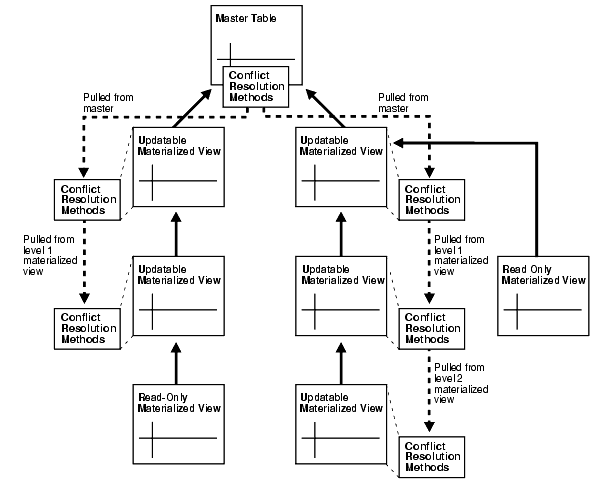 Master Table
Conflict
Resolution
Methods
Pulled from
master
Pulled from
master
Updatable
Materialized View
Updatable
Materialized View
Conflict
Resolution
Methods
Conflict
Resolution
Methods
Pulled from
level 1
materialized
view
Pulled from
level 1
materialized
view
Updatable
Materialized View
Updatable
Materialized View
Read Only
Materialized View
Conflict
Resolution
Methods
Conflict
Resolution
Methods
Pulled from
level 2
materialized
view
Read-Only
Materialized View
Updatable
Materialized View
Conflict
Resolution
Methods